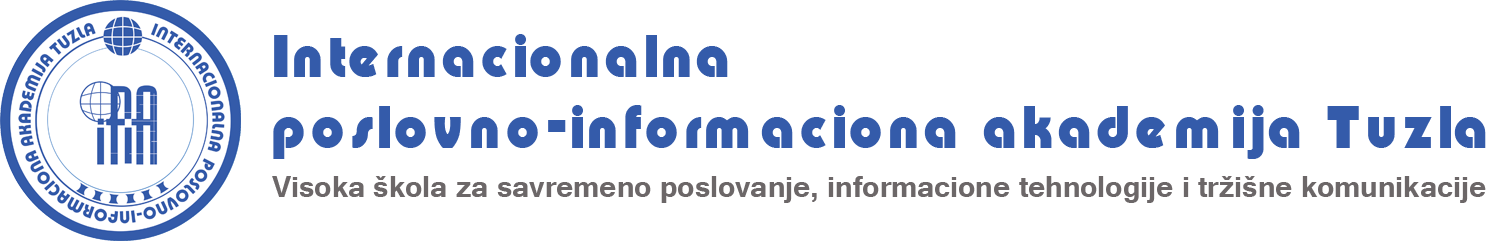 INTERNACIONALNA POSLOVNO-INFORMACIONA AKADEMIJA TUZLA
IPIA
Internacionalna
poslovno-informaciona akademija Tuzla
Visoka škola za savremeno poslovanje, informacione tehnologije i tržišne komunikacije